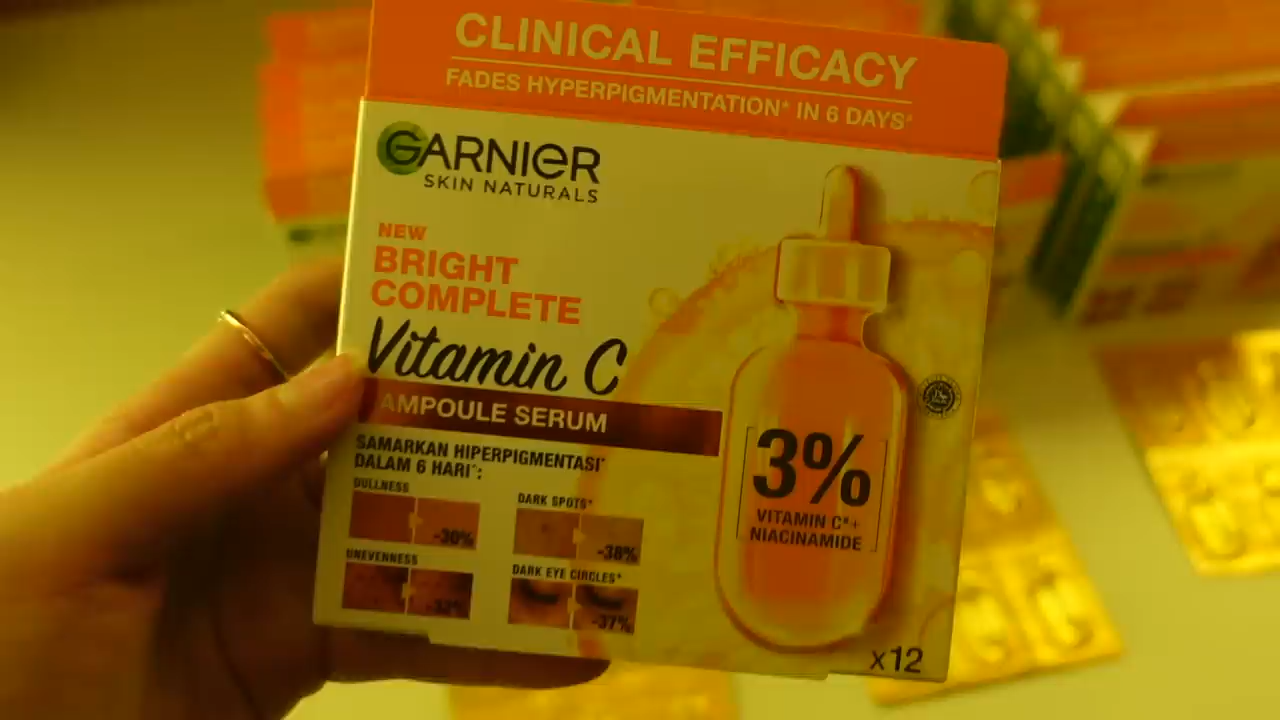 CLINICAL EFFICACY
FADES HYPERPIGMENTATION* IN 6 DAYS*
GARNIER
SKIN NATURALS
NEW
BRIGHT
COMPLETE
Vitamin C
AMPOULE SERUM
SAMARKAN HIPERPIGMENTASI*
DALAM 6 HARI*:
DULLNESS
-30%
DARK SPOTS*
-38%
UNEVENNESS
DARK EYE CIRCLES*
-37%
3%
VITAMIN C*+
NIACINAMIDE
x12